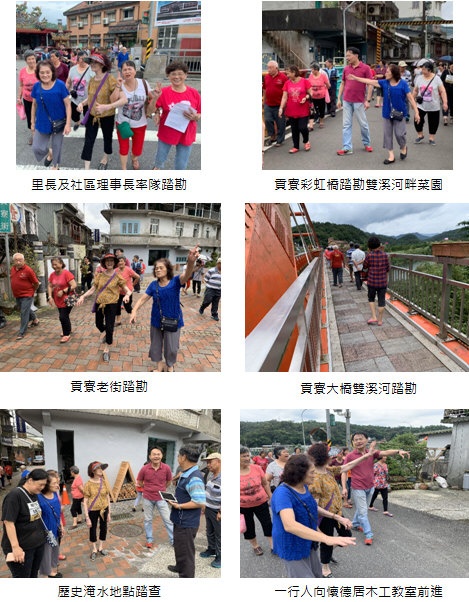 里長及社區理事長率隊踏勘
貢寮彩虹橋踏勘雙溪河畔菜園
貢寮老街踏勘
貢寮大橋雙溪河踏勘
歷史淹水地點踏查
一行人向懷德居木工教室前進